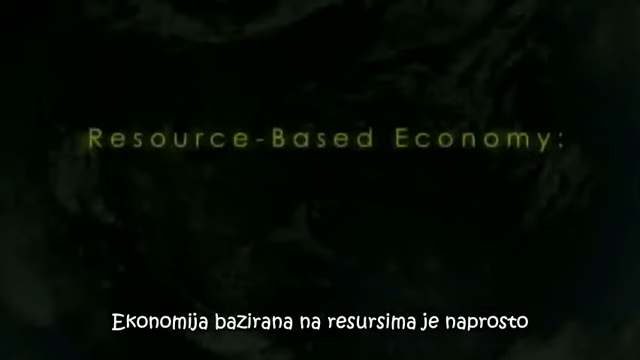 Resource-Based Economy:
Ekonomija bazirana na resursima je naprosto